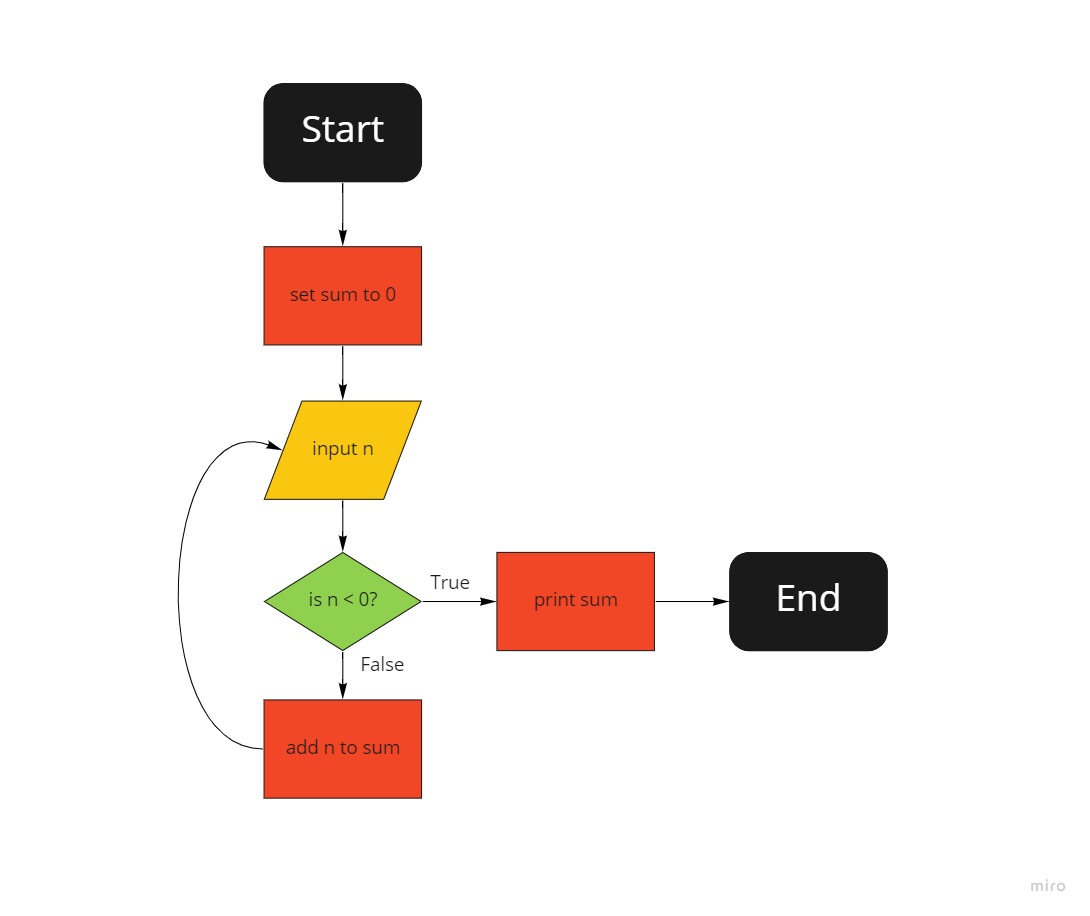 Start
set sum to 0
input n
is n < 0?
True
print sum
End
False
add n to sum
miro